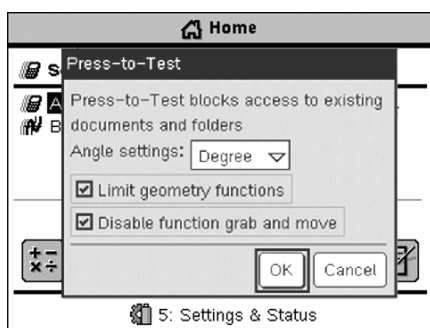 Home
S
Press-to-Test
A
B
Press-to-Test blocks access to existing
documents and folders
Angle settings: Degree
Limit geometry functions
Disable function grab and move
OK Cancel
5: Settings & Status